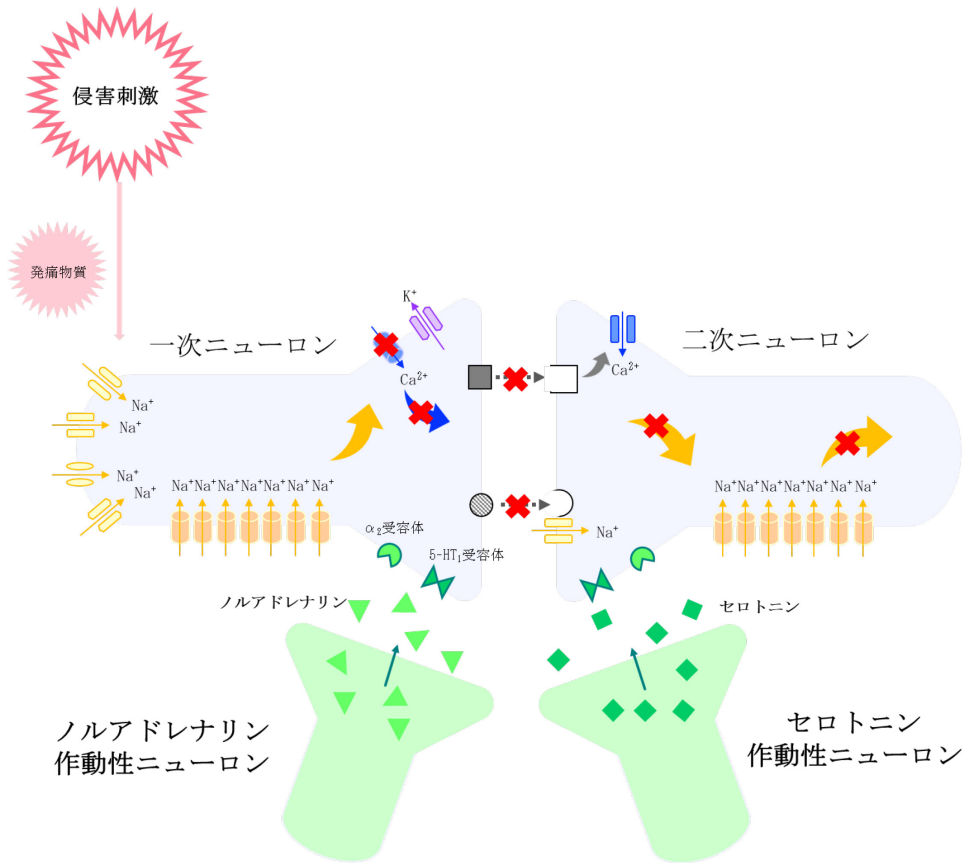 侵害刺激
発痛物質
K⁺
一次ニューロン
二次ニューロン
Ca²⁺
Ca²⁺
Na⁺
Na⁺
Na⁺
Na⁺
Na⁺Na⁺Na⁺Na⁺Na⁺Na⁺Na⁺
Na⁺Na⁺Na⁺Na⁺Na⁺Na⁺Na⁺
Na⁺
α₂受容体
5-HT₁受容体
ノルアドレナリン
セロトニン
ノルアドレナリン
作動性ニューロン
セロトニン
作動性ニューロン